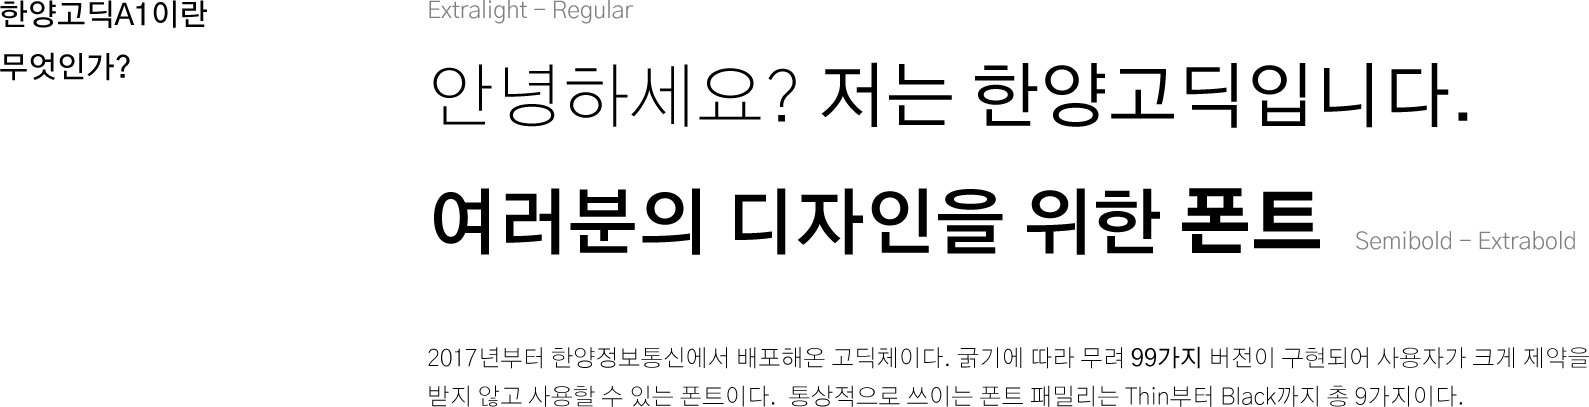 한양고딕A1이란
무엇인가?
Extralight – Regular
안녕하세요? 저는 한양고딕입니다.
여러분의 디자인을 위한 폰트
Semibold – Extrabold
2017년부터 한양정보통신에서 배포해온 고딕체이다. 굵기에 따라 무려 99가지 버전이 구현되어 사용자가 크게 제약을
받지 않고 사용할 수 있는 폰트이다.  통상적으로 쓰이는 폰트 패밀리는 Thin부터 Black까지 총 9가지이다.